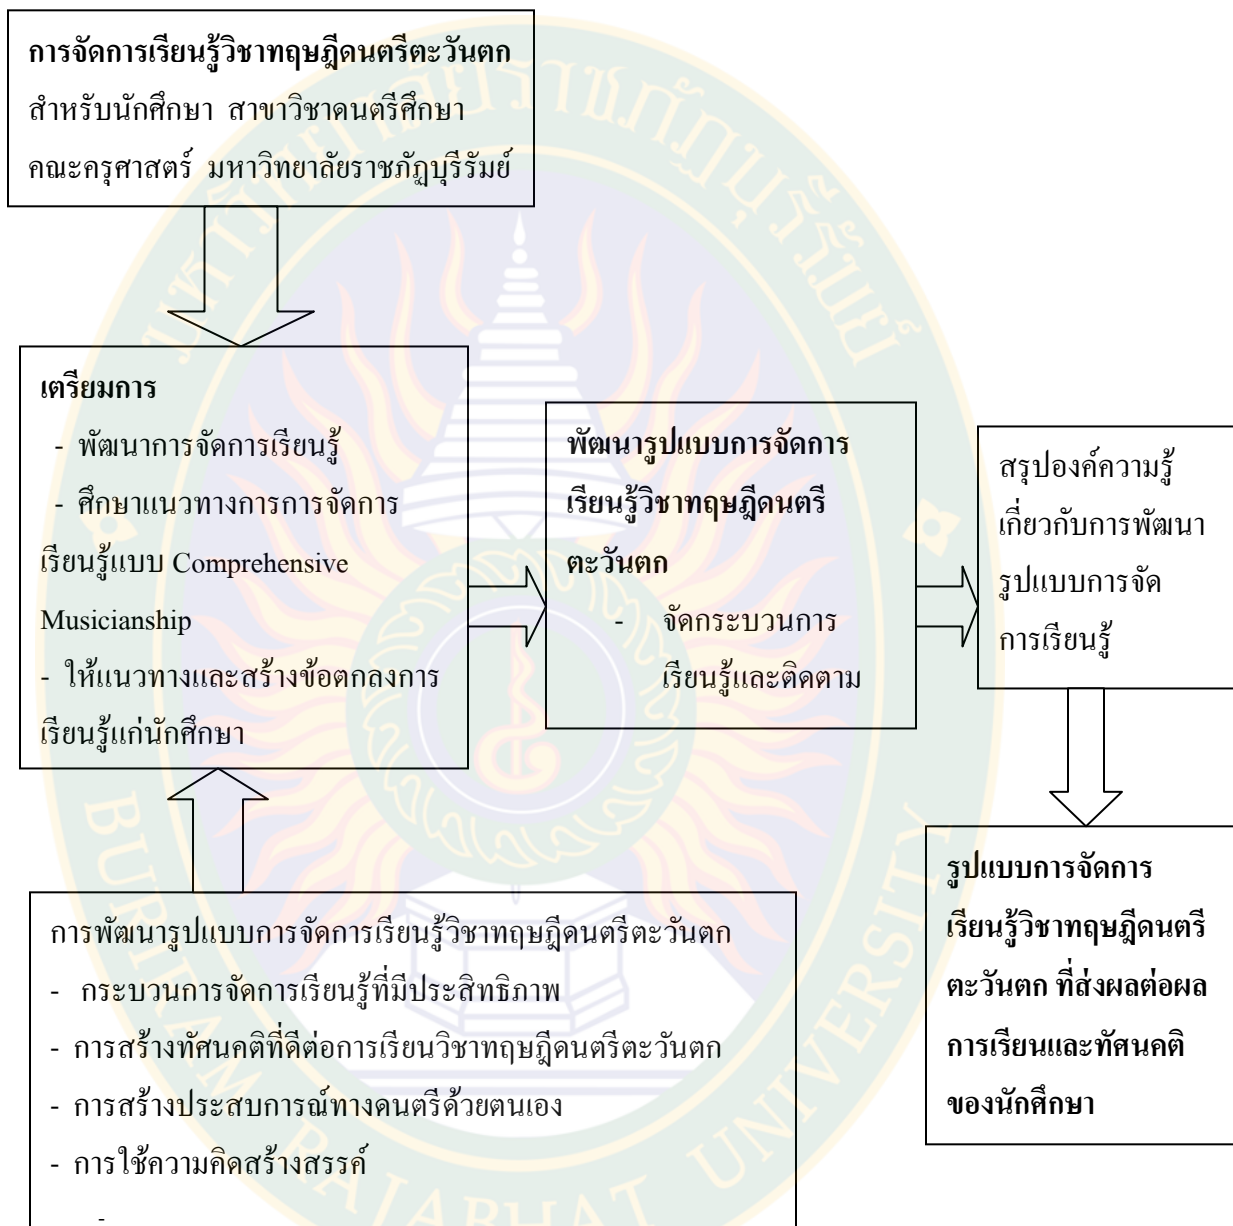 การจัดการเรียนรู้วิชาทฤษฎีดนตรีตะวันตก
สำหรับนักศึกษา สาขาวิชาดนตรีศึกษา
คณะครุศาสตร์ มหาวิทยาลัยราชภัฏบุรีรัมย์
เตรียมการ
- พัฒนาการจัดการเรียนรู้
- ศึกษาแนวทางการการจัดการ
เรียนรู้แบบ Comprehensive
Musicianship
- ให้แนวทางและสร้างข้อตกลงการ
เรียนรู้แก่นักศึกษา
พัฒนารูปแบบการจัดการ
เรียนรู้วิชาทฤษฎีดนตรี
ตะวันตก
- จัดกระบวนการ
เรียนรู้และติดตาม
สรุปองค์ความรู้
เกี่ยวกับการพัฒนา
รูปแบบการจัด
การเรียนรู้
การพัฒนารูปแบบการจัดการเรียนรู้วิชาทฤษฎีดนตรีตะวันตก
- กระบวนการจัดการเรียนรู้ที่มีประสิทธิภาพ
- การสร้างทัศนคติที่ดีต่อการเรียนวิชาทฤษฎีดนตรีตะวันตก
- การสร้างประสบการณ์ทางดนตรีด้วยตนเอง
- การใช้ความคิดสร้างสรรค์
-
รูปแบบการจัดการ
เรียนรู้วิชาทฤษฎีดนตรี
ตะวันตก ที่ส่งผลต่อผล
การเรียนและทัศนคติ
ของนักศึกษา
มหาวิทยาลัยราชภัฏบุรีรัมย์
BURIRAM RAJABHAT UNIVERSITY